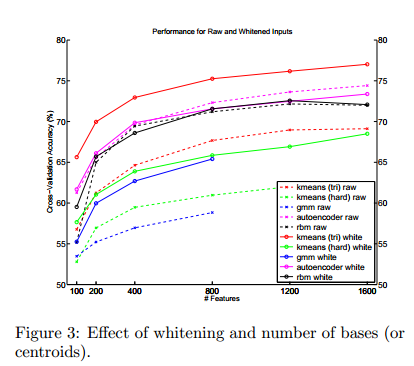 Performance for Raw and Whitened Inputs
80
80
75
75
70
70
65
65
60
60
55
55
50
50
Cross−Validation Accuracy (%)
100 200 400 800 1200 1600
# Features
kmeans (tri) raw
kmeans (hard) raw
gmm raw
autoencoder raw
rbm raw
kmeans (tri) white
kmeans (hard) white
gmm white
autoencoder white
rbm white
Figure 3: Effect of whitening and number of bases (or
centroids).